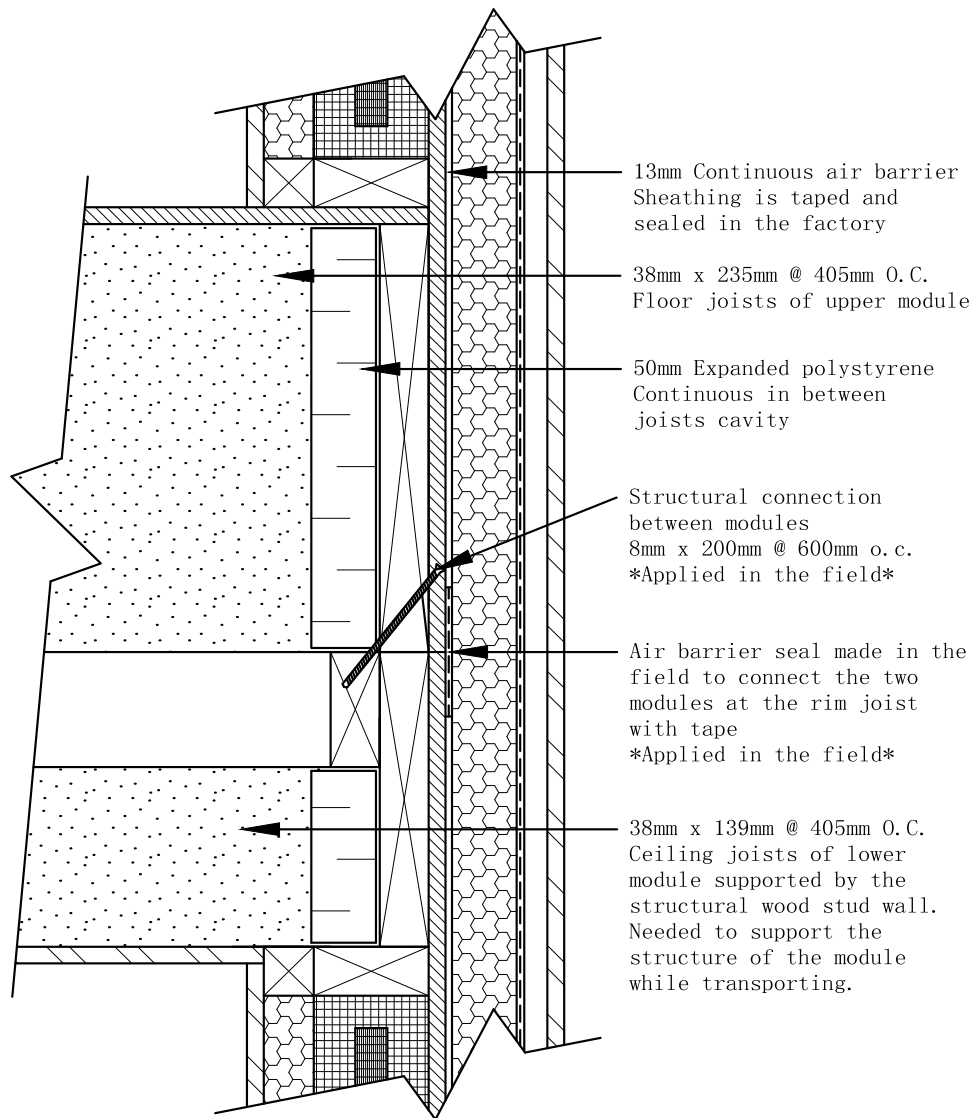 13mm Continuous air barrier
Sheathing is taped and
sealed in the factory
38mm x 235mm @ 405mm O.C.
Floor joists of upper module
50mm Expanded polystyrene
Continuous in between
joists cavity
Structural connection
between modules
8mm x 200mm @ 600mm o.c.
*Applied in the field*
Air barrier seal made in the
field to connect the two
modules at the rim joist
with tape
*Applied in the field*
38mm x 139mm @ 405mm O.C.
Ceiling joists of lower
module supported by the
structural wood stud wall.
Needed to support the
structure of the module
while transporting.